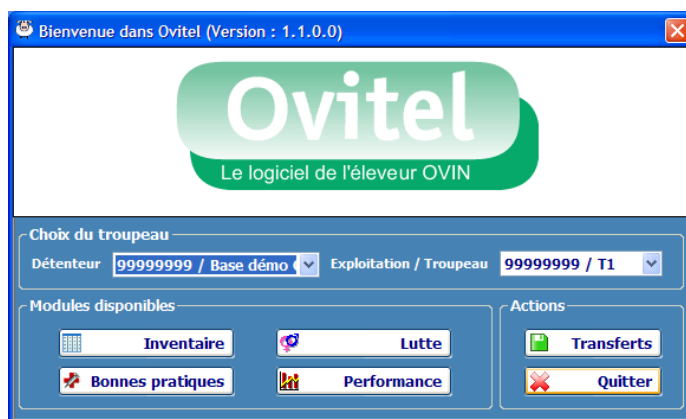 Bienvenue dans Ovitel (Version : 1.1.0.0)
Ovitel
Le logiciel de l'éleveur OVIN
Choix du troupeau
Détenteur 99999999 / Base démo Exploitation / Troupeau 99999999 / T1
Modules disponibles Actions
Inventaire Lutte Transferts
Bonnes pratiques Performance Quitter